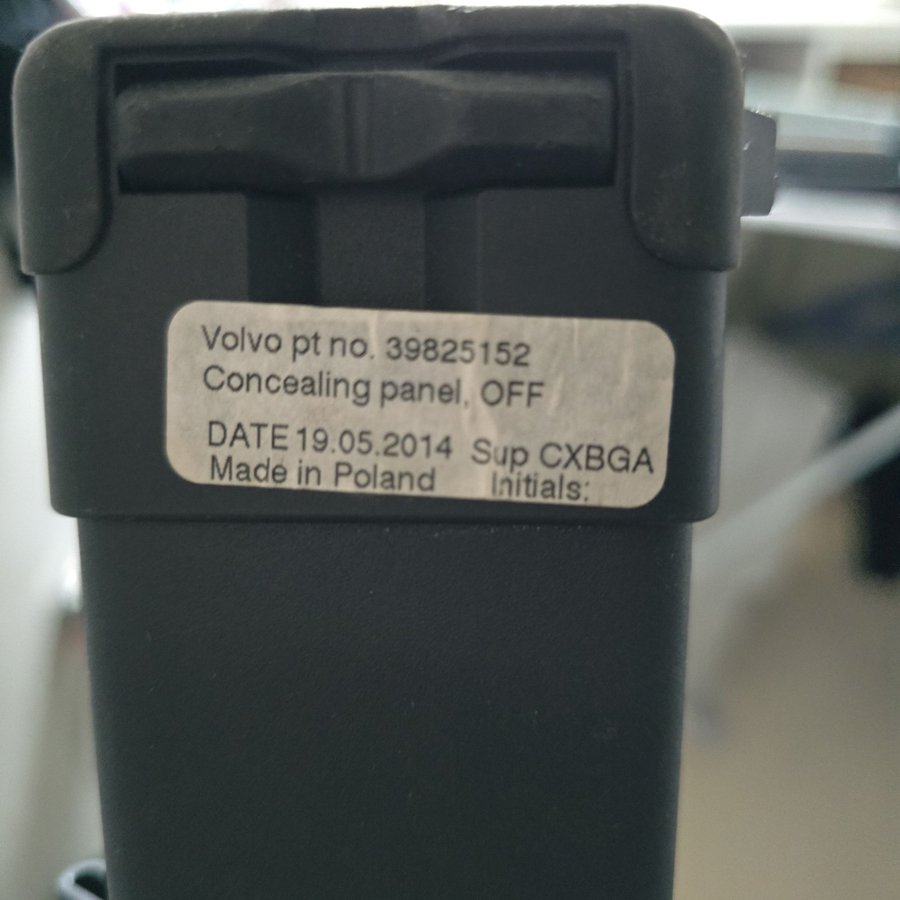 Volvo pt no. 39825152
Concealing panel, OFF
DATE 19.05.2014 Sup CXBGA
Made in Poland Initials: